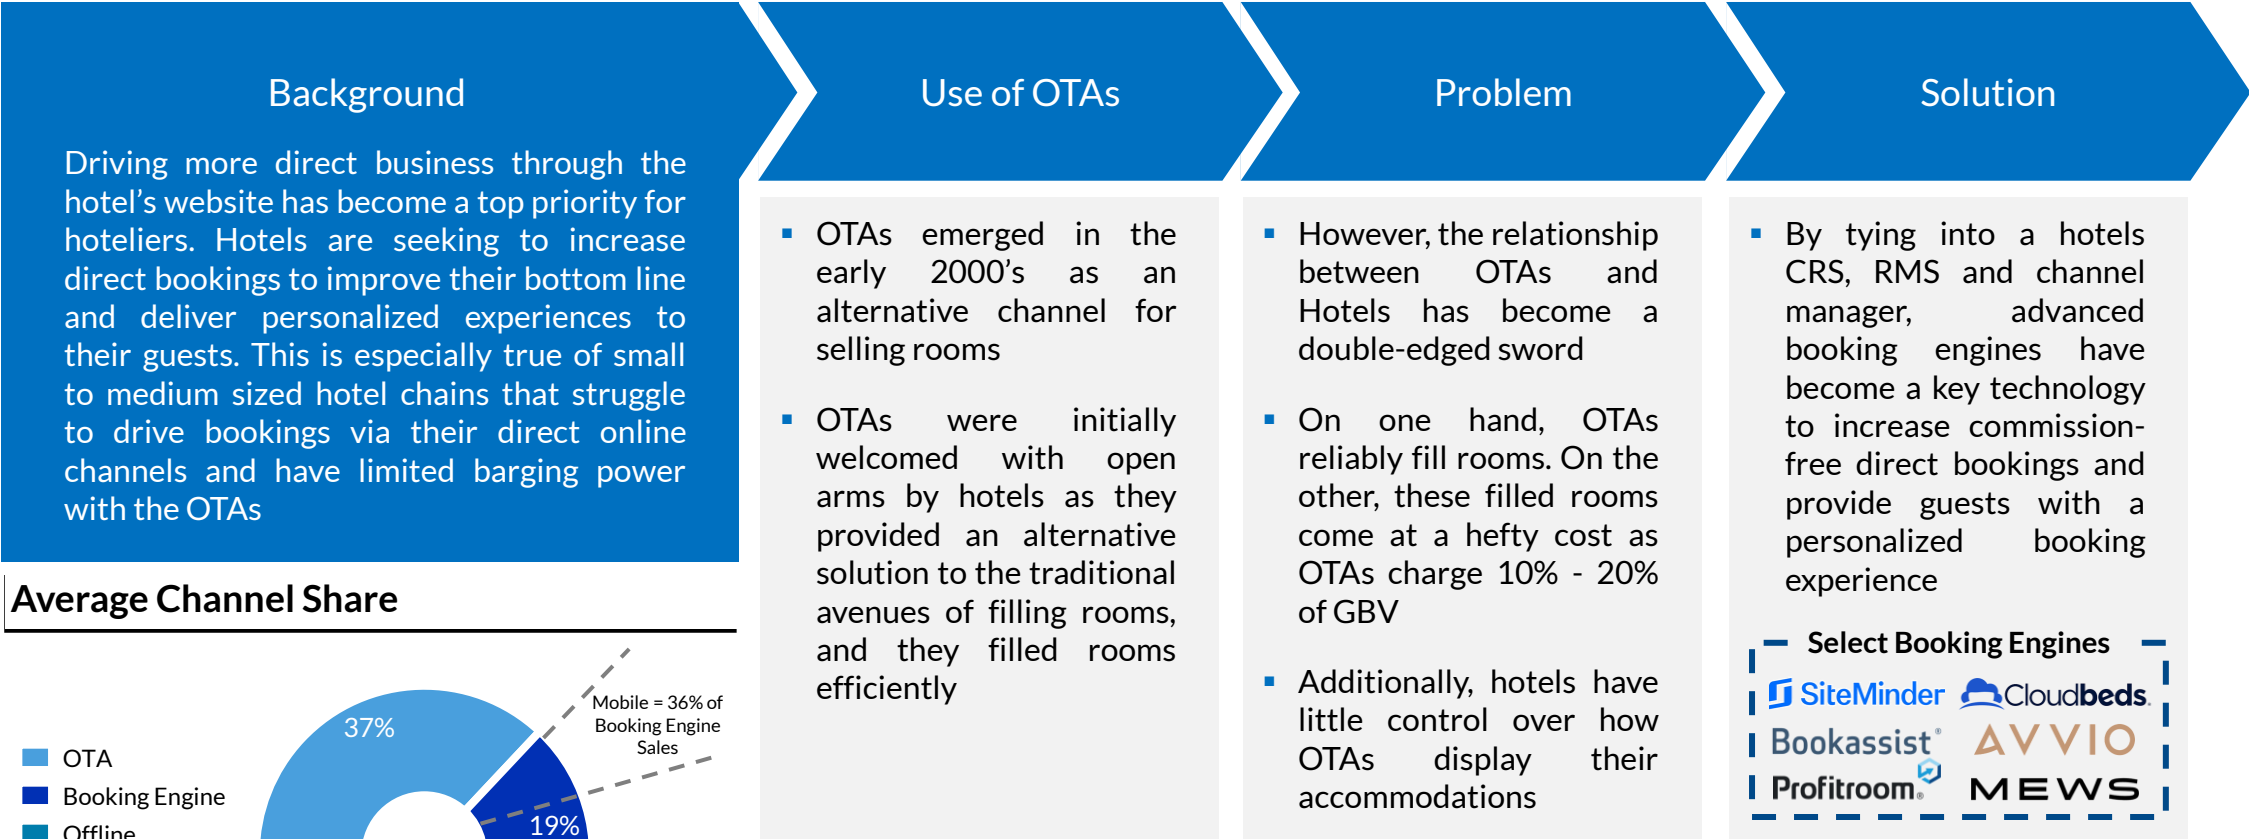 Background
Driving more direct business through the
hotel's website has become a top priority for
hoteliers. Hotels are seeking to increase
direct bookings to improve their bottom line
and deliver personalized experiences to
their guests. This is especially true of small
to medium sized hotel chains that struggle
to drive bookings via their direct online
channels and have limited barging power
with the OTAs
Average Channel Share
37%
Mobile = 36% of
Booking Engine
Sales
OTA
Booking Engine
Offline
19%
Use of OTAs
▪ OTAs emerged in the
early 2000's as an
alternative channel for
selling rooms
▪ OTAs were initially
welcomed with open
arms by hotels as they
provided an alternative
solution to the traditional
avenues of filling rooms,
and they filled rooms
efficiently
Problem
▪ However, the relationship
between OTAs and
Hotels has become a
double-edged sword
▪ On one hand, OTAs
reliably fill rooms. On the
other, these filled rooms
come at a hefty cost as
OTAs charge 10% - 20%
of GBV
▪ Additionally, hotels have
little control over how
OTAs display their
accommodations
Solution
▪ By tying into a hotels
CRS, RMS and channel
manager, advanced
booking engines have
become a key technology
to increase commission-
free direct bookings and
provide guests with a
personalized booking
experience
Select Booking Engines
SiteMinder Cloudbeds.
Bookassist® AVVIO
Profitroom® MEWS